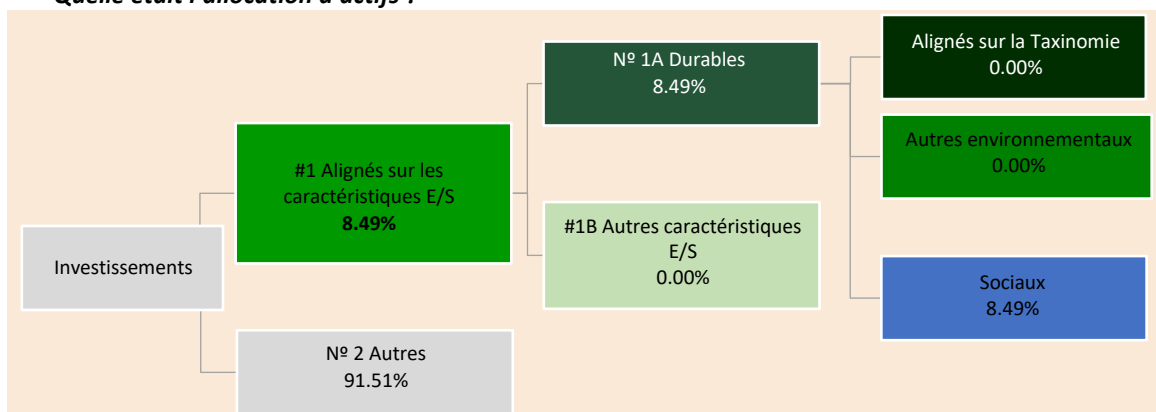 Quelle était l'allocation d'actifs ?
Investissements
#1 Alignés sur les
caractéristiques E/S
8.49%
Nº 2 Autres
91.51%
Nº 1A Durables
8.49%
#1B Autres caractéristiques
E/S
0.00%
Alignés sur la Taxinomie
0.00%
Autres environnementaux
0.00%
Sociaux
8.49%